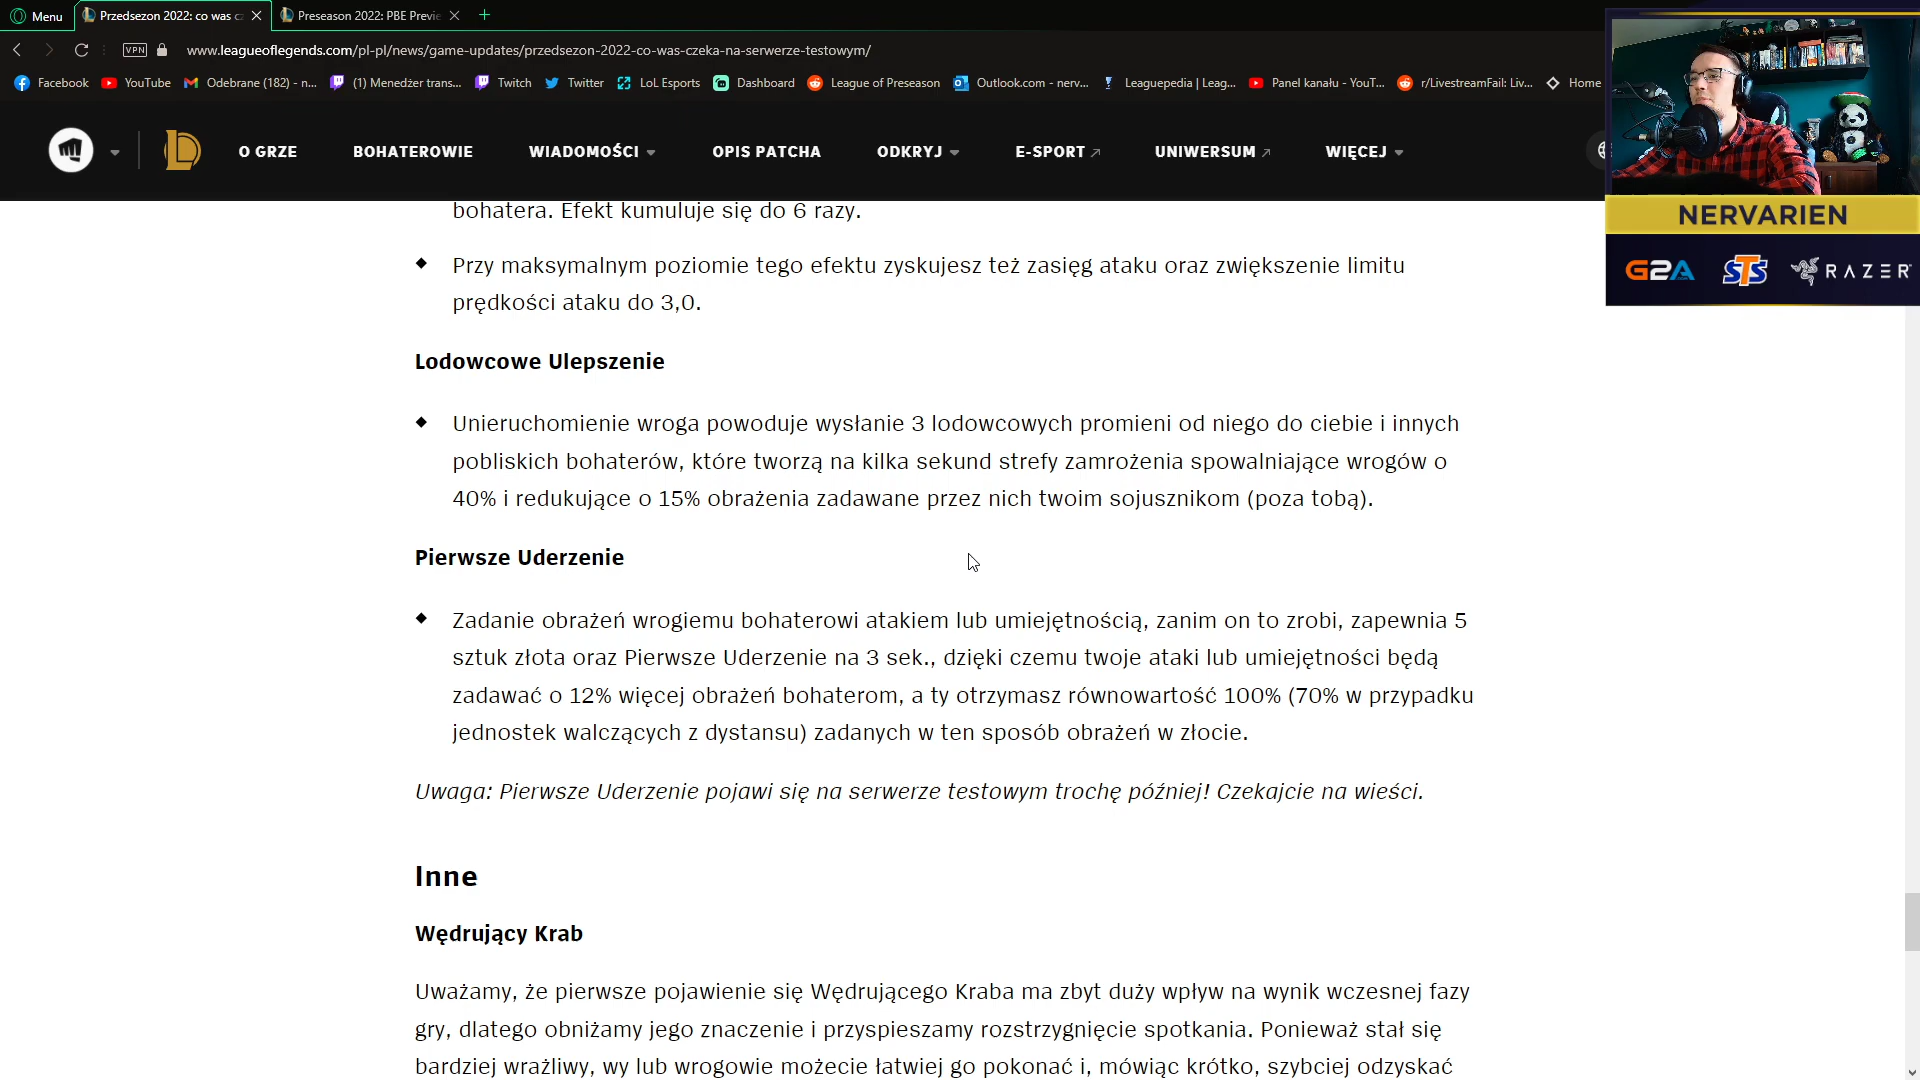 Menu
Przedsezon 2022: co was cz
Preseason 2022: PBE Previe
VPN
www.leagueoflegends.com/pl-pl/news/game-updates/przedsezon-2022-co-was-czeka-na-serwerze-testowym/
Facebook
YouTube
Odebrane (182) - n...
(1) Menedżer trans...
Twitch
Twitter
LoL Esports
Dashboard
League of Preseason
Outlook.com - nerv...
Leaguepedia | Leag...
Panel kanału - YouT...
r/LivestreamFail: Liv...
Home
O GRZE
BOHATEROWIE
WIADOMOŚCI
OPIS PATCHA
ODKRYJ
E-SPORT
UNIWERSUM
WIĘCEJ
NERVARIEN
G2A
STS
RAZER
bohatera. Efekt kumuluje się do 6 razy.
Przy maksymalnym poziomie tego efektu zyskujesz też zasięg ataku oraz zwiększenie limitu
prędkości ataku do 3,0.
Lodowcowe Ulepszenie
Unieruchomienie wroga powoduje wysłanie 3 lodowcowych promieni od niego do ciebie i innych
pobliskich bohaterów, które tworzą na kilka sekund strefy zamrożenia spowalniające wrogów o
40% i redukujące o 15% obrażenia zadawane przez nich twoim sojusznikom (poza tobą).
Pierwsze Uderzenie
Zadanie obrażeń wrogiemu bohaterowi atakiem lub umiejętnością, zanim on to zrobi, zapewnia 5
sztuk złota oraz Pierwsze Uderzenie na 3 sek., dzięki czemu twoje ataki lub umiejętności będą
zadawać o 12% więcej obrażeń bohaterom, a ty otrzymasz równowartość 100% (70% w przypadku
jednostek walczących z dystansu) zadanych w ten sposób obrażeń w złocie.
Uwaga: Pierwsze Uderzenie pojawi się na serwerze testowym trochę później! Czekajcie na wieści.
Inne
Wędrujący Krab
Uważamy, że pierwsze pojawienie się Wędrującego Kraba ma zbyt duży wpływ na wynik wczesnej fazy
gry, dlatego obniżamy jego znaczenie i przyspieszamy rozstrzygnięcie spotkania. Ponieważ stał się
bardziej wrażliwy, wy lub wrogowie możecie łatwiej go pokonać i, mówiąc krótko, szybciej odzyskać